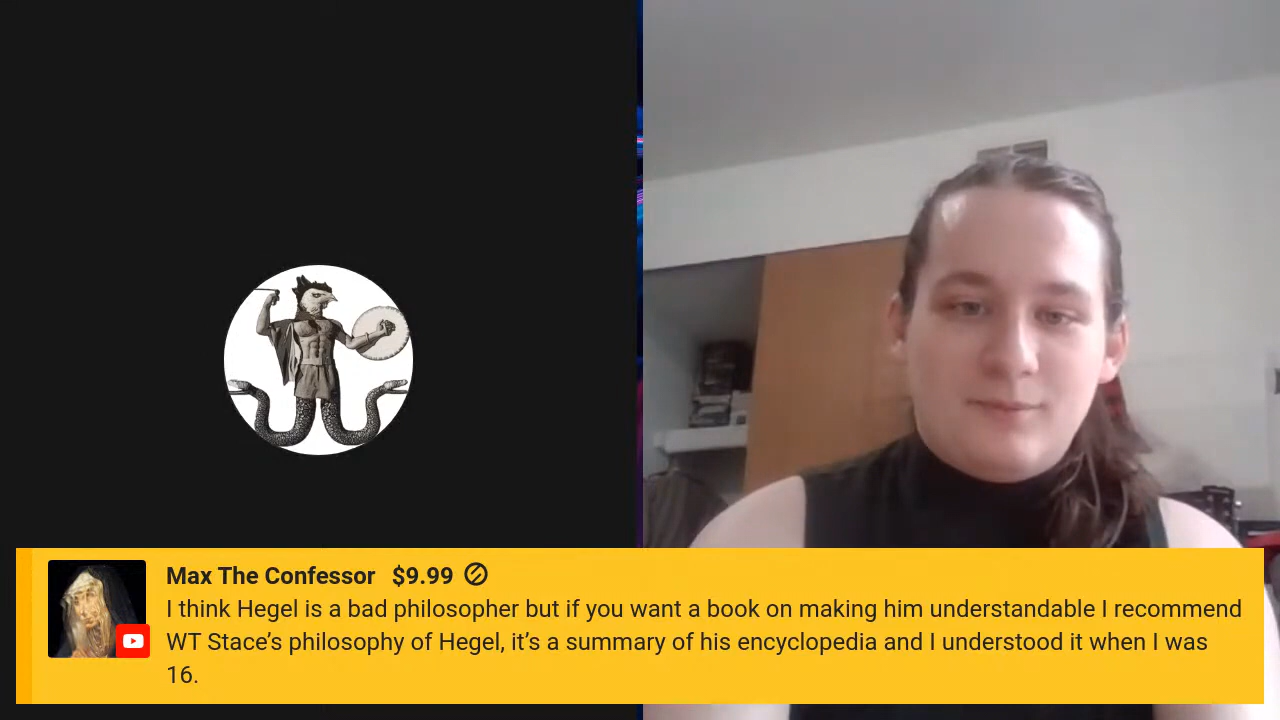 Max The Confessor $9.99
I think Hegel is a bad philosopher but if you want a book on making him understandable I recommend
WT Stace’s philosophy of Hegel, it’s a summary of his encyclopedia and I understood it when I was
16.